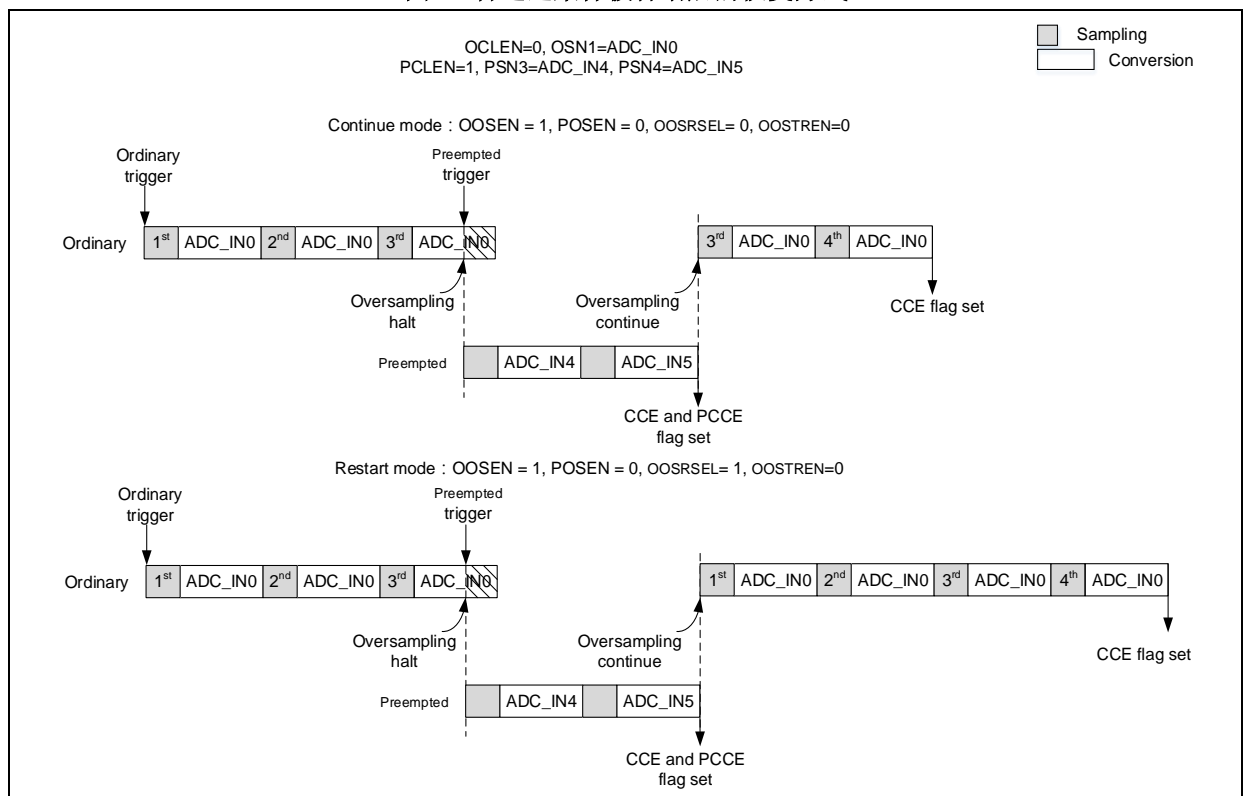 OCLEN=0, OSN1=ADC_IN0
PCLEN=1, PSN3=ADC_IN4, PSN4=ADC_IN5
Sampling
Conversion
Continue mode : OOSEN = 1, POSEN = 0, OOSRSEL= 0, OOSTREN=0
Ordinary
trigger
Preempted
trigger
Ordinary
1st ADC_IN0 2nd ADC_IN0 3rd ADC_IN0
3rd ADC_IN0 4th ADC_IN0
Oversampling
halt
Oversampling
continue
CCE flag set
Preempted
ADC_IN4 ADC_IN5
CCE and PCCE
flag set
Restart mode : OOSEN = 1, POSEN = 0, OOSRSEL= 1, OOSTREN=0
Ordinary
trigger
Preempted
trigger
Ordinary
1st ADC_IN0 2nd ADC_IN0 3rd ADC_IN0
1st ADC_IN0 2nd ADC_IN0 3rd ADC_IN0 4th ADC_IN0
Oversampling
halt
Oversampling
continue
CCE flag set
Preempted
ADC_IN4 ADC_IN5
CCE and PCCE
flag set